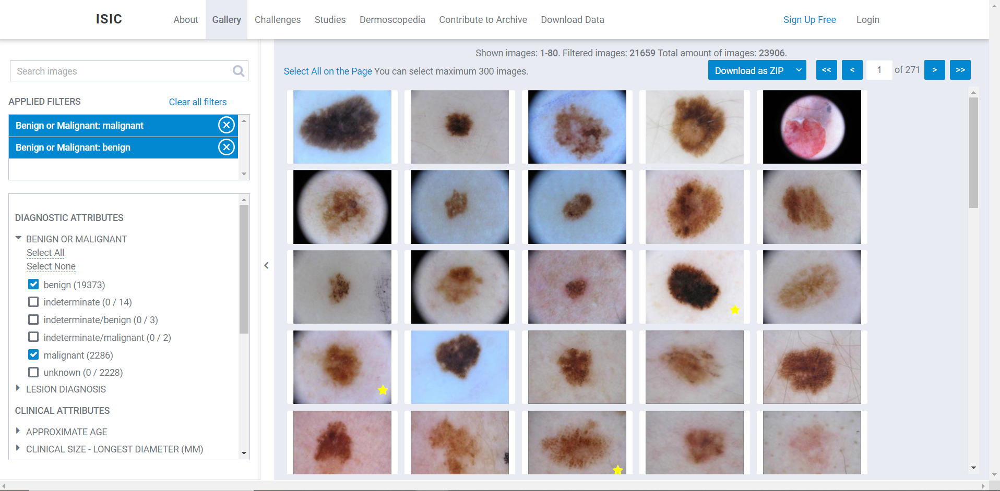 ISIC
About
Gallery
Challenges
Studies
Dermoscopedia
Contribute to Archive
Download Data
Sign Up Free
Login
Search images
APPLIED FILTERS
Clear all filters
Benign or Malignant: malignant
Benign or Malignant: benign
DIAGNOSTIC ATTRIBUTES
BENIGN OR MALIGNANT
Select All
Select None
benign (19373)
indeterminate (0 / 14)
indeterminate/benign (0 / 3)
indeterminate/malignant (0 / 2)
malignant (2286)
unknown (0 / 2228)
LESION DIAGNOSIS
CLINICAL ATTRIBUTES
APPROXIMATE AGE
CLINICAL SIZE - LONGEST DIAMETER (MM)
Shown images: 1-80. Filtered images: 21659 Total amount of images: 23906.
Select All on the Page You can select maximum 300 images.
Download as ZIP
<<
<
1
of 271
>
>>